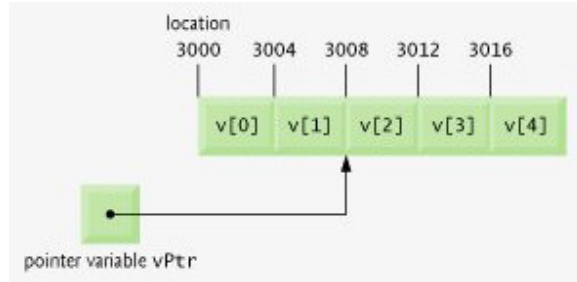 location
3000 3004 3008 3012 3016
v[0] v[1] v[2] v[3] v[4]
pointer variable vPtr